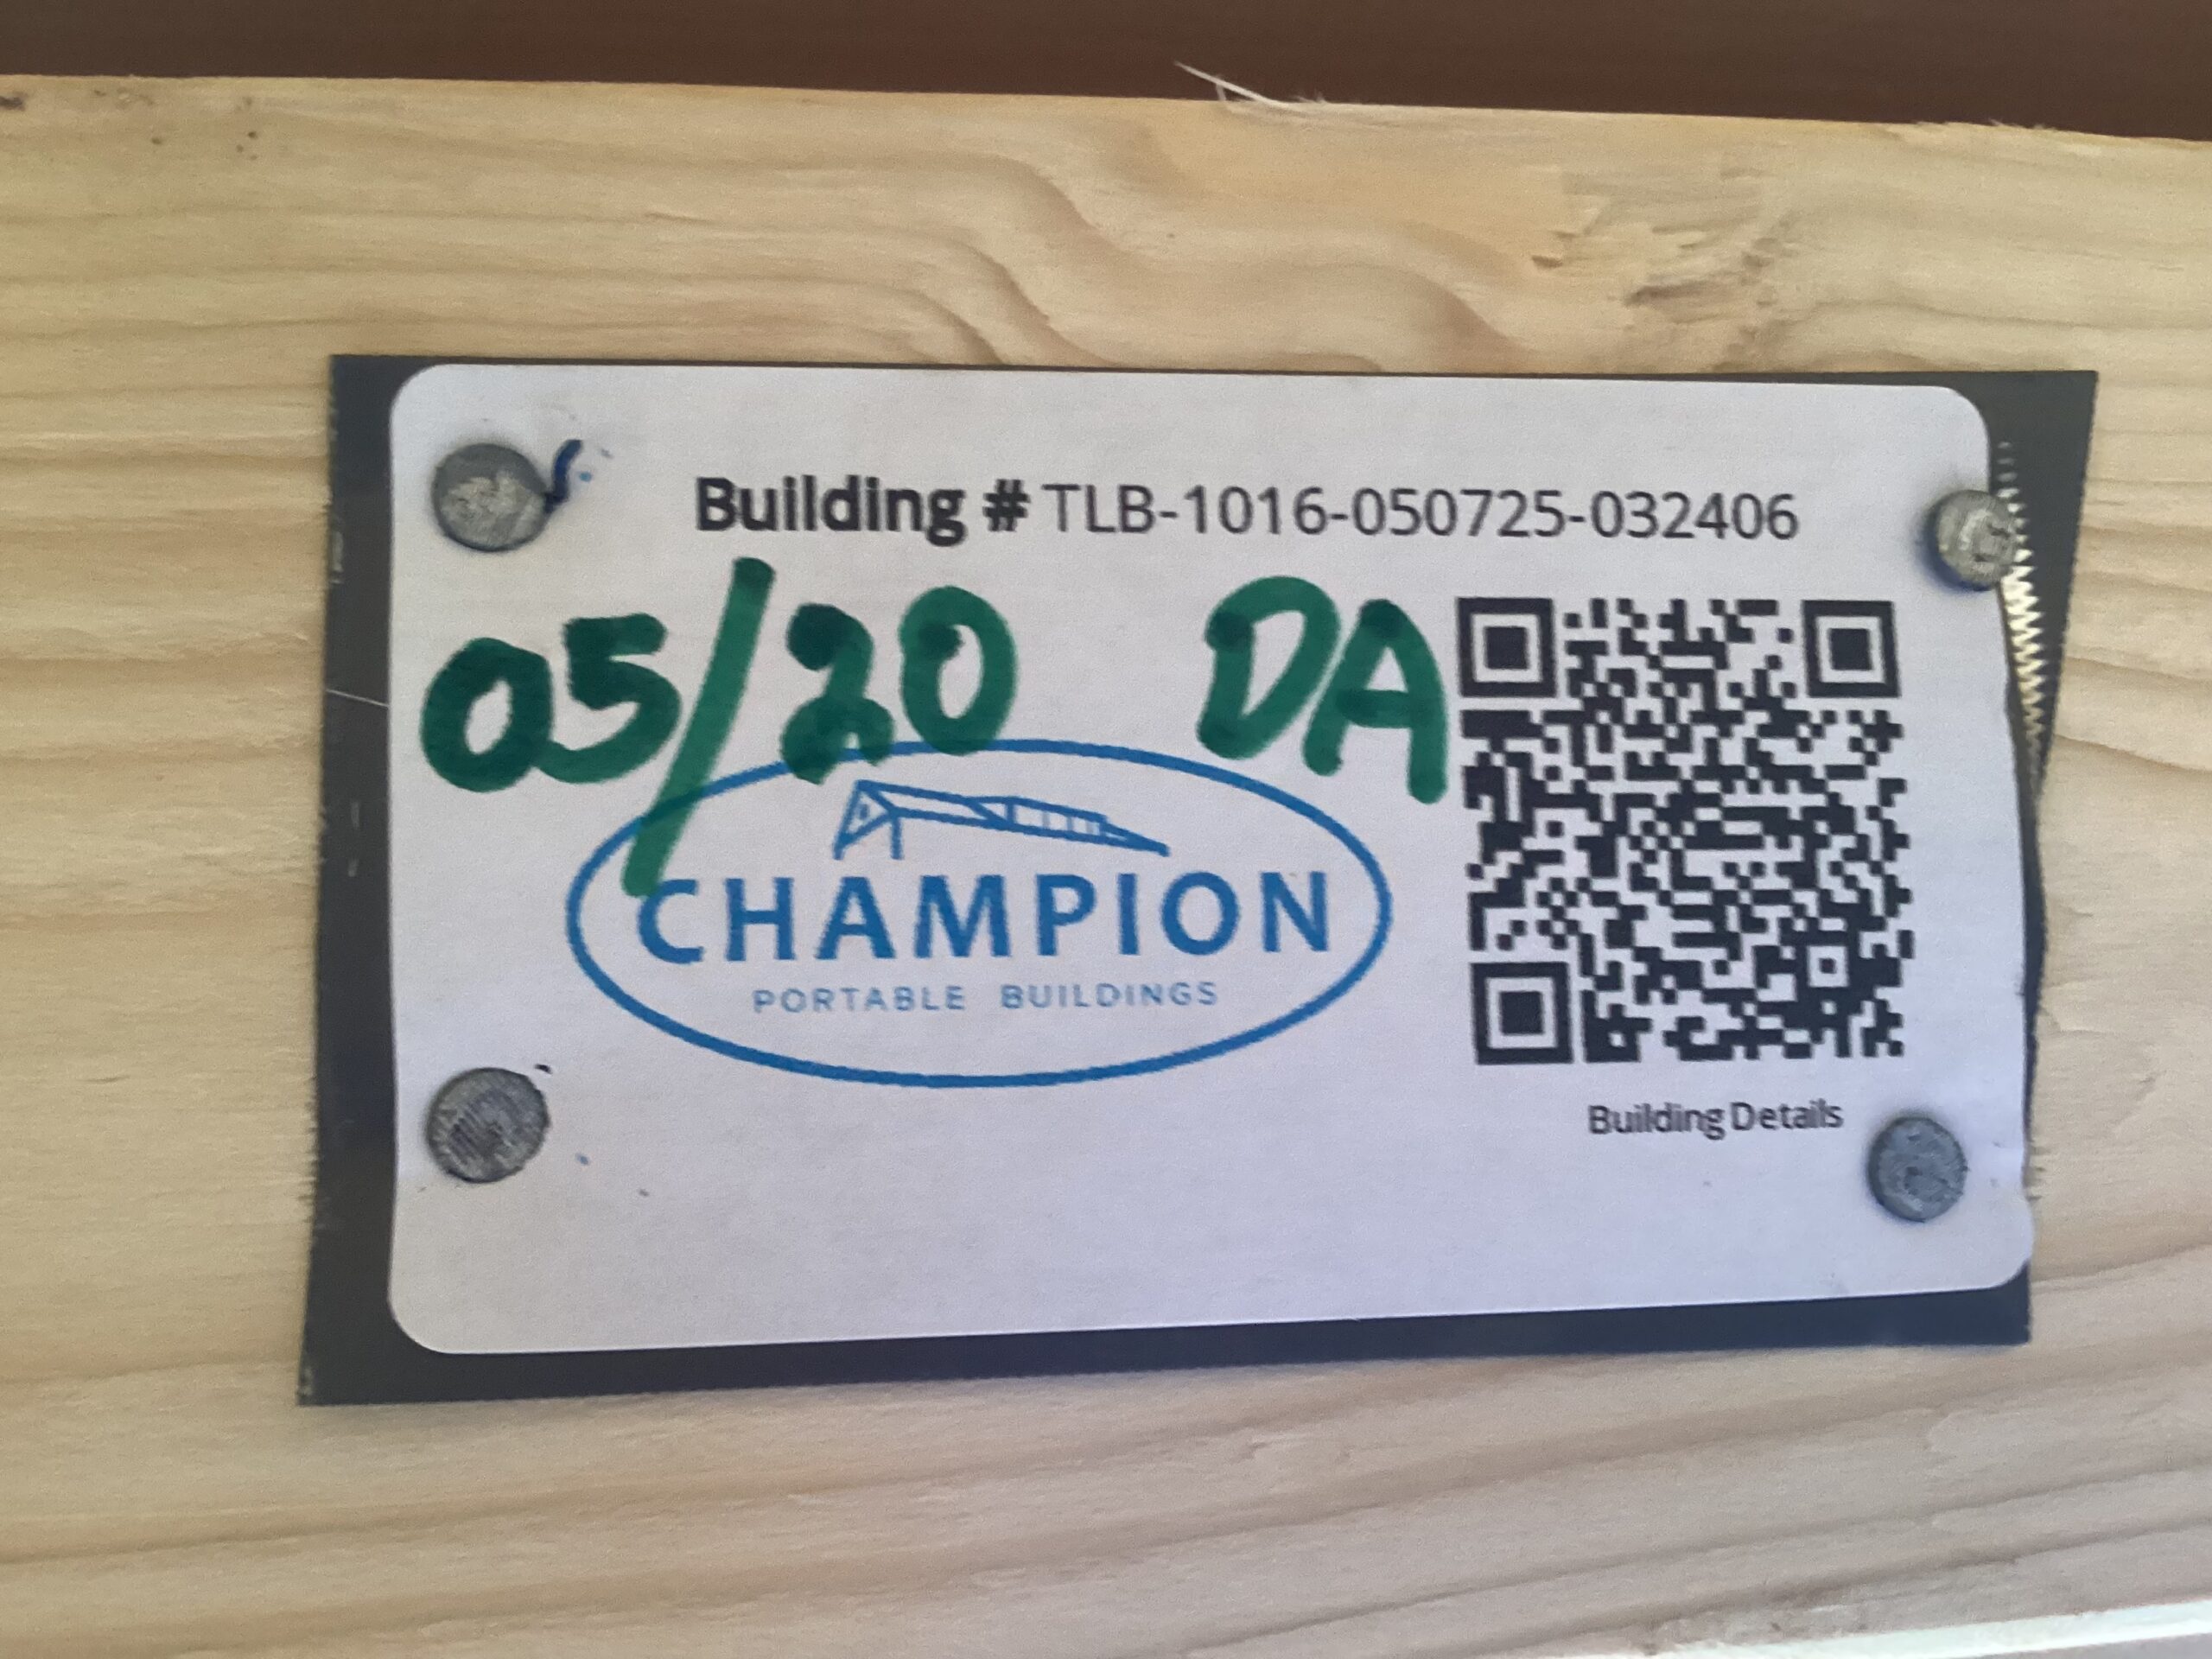 Building # TLB-1016-050725-032406
05/20 DA
CHAMPION
PORTABLE BUILDINGS
Building Details